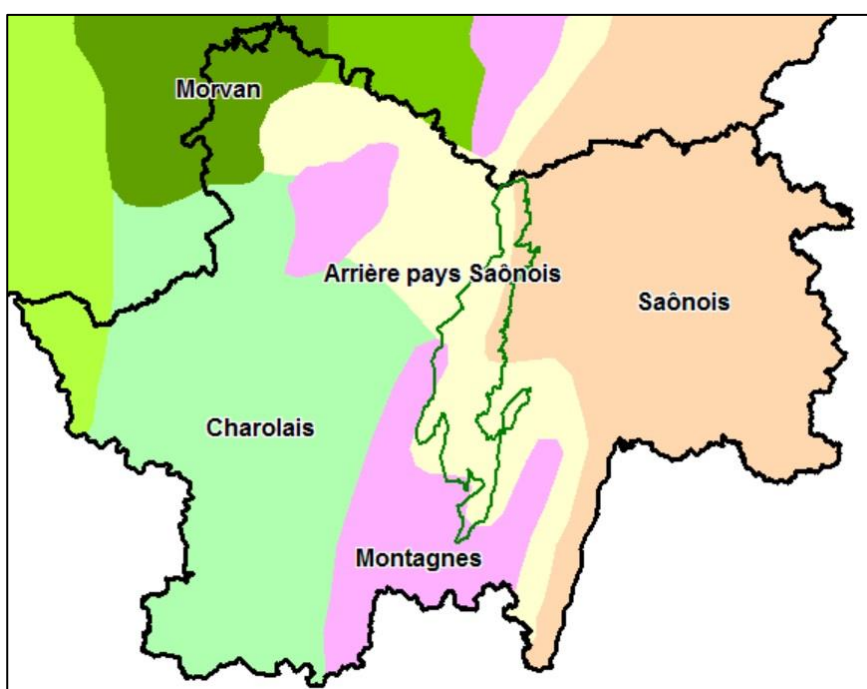 Morvan
Arrière pays Saônois
Saônois
Charolais
Montagnes